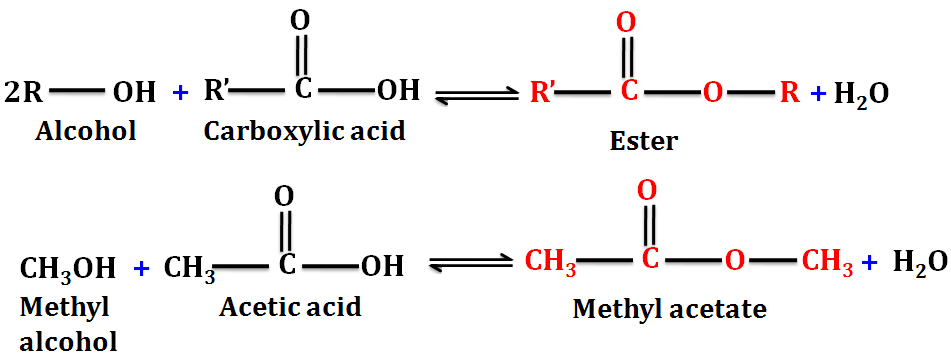 O O
2R OH + R' C OH ⇌ R' C O R + H₂O
Alcohol Carboxylic acid Ester
O O
CH₃OH + CH₃ C OH ⇌ CH₃ C O CH₃ + H₂O
Methyl alcohol Acetic acid Methyl acetate